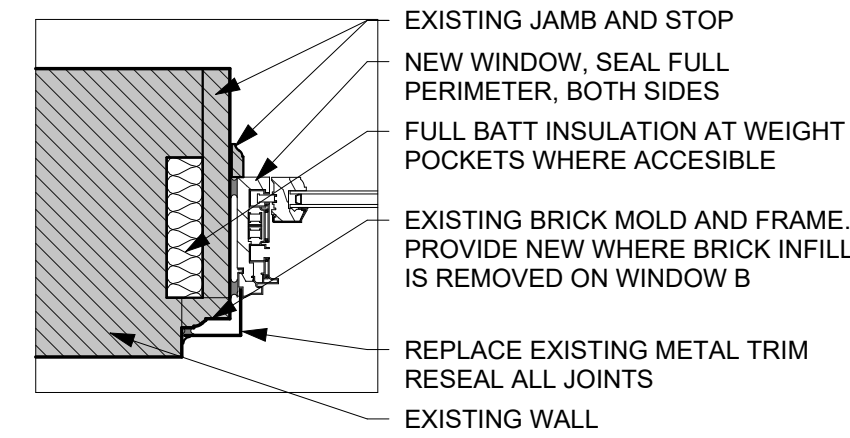 EXISTING JAMB AND STOP
NEW WINDOW, SEAL FULL
PERIMETER, BOTH SIDES
FULL BATT INSULATION AT WEIGHT
POCKETS WHERE ACCESIBLE
EXISTING BRICK MOLD AND FRAME.
PROVIDE NEW WHERE BRICK INFILL
IS REMOVED ON WINDOW B
REPLACE EXISTING METAL TRIM
RESEAL ALL JOINTS
EXISTING WALL